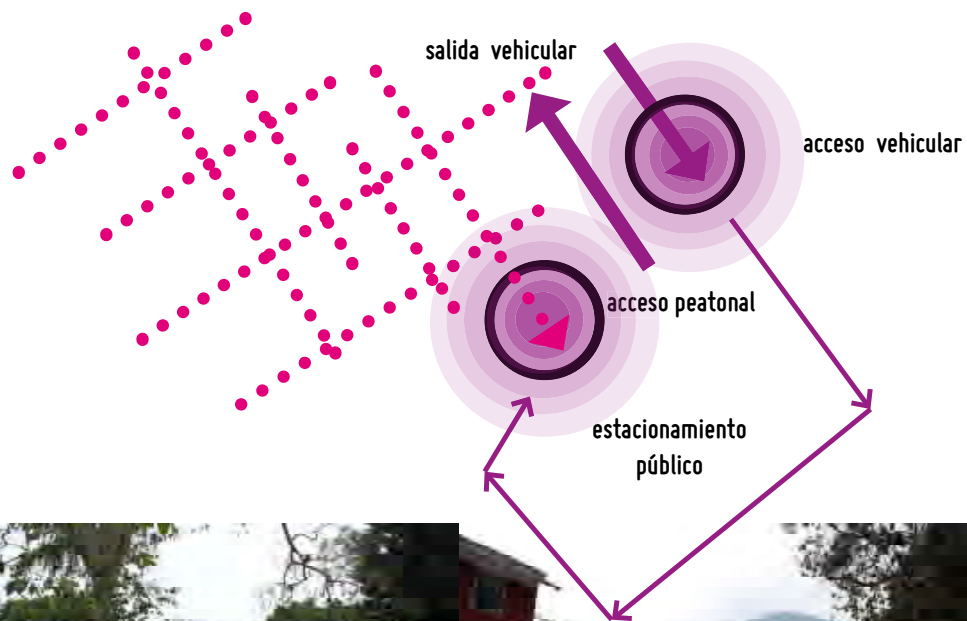 salida vehicular
acceso vehicular
acceso peatonal
estacionamiento
público